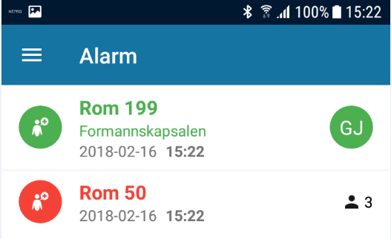 100% 15:22
Alarm
Rom 199
Formannskapsalen
GJ
2018-02-16 15:22
Rom 50
3
2018-02-16 15:22